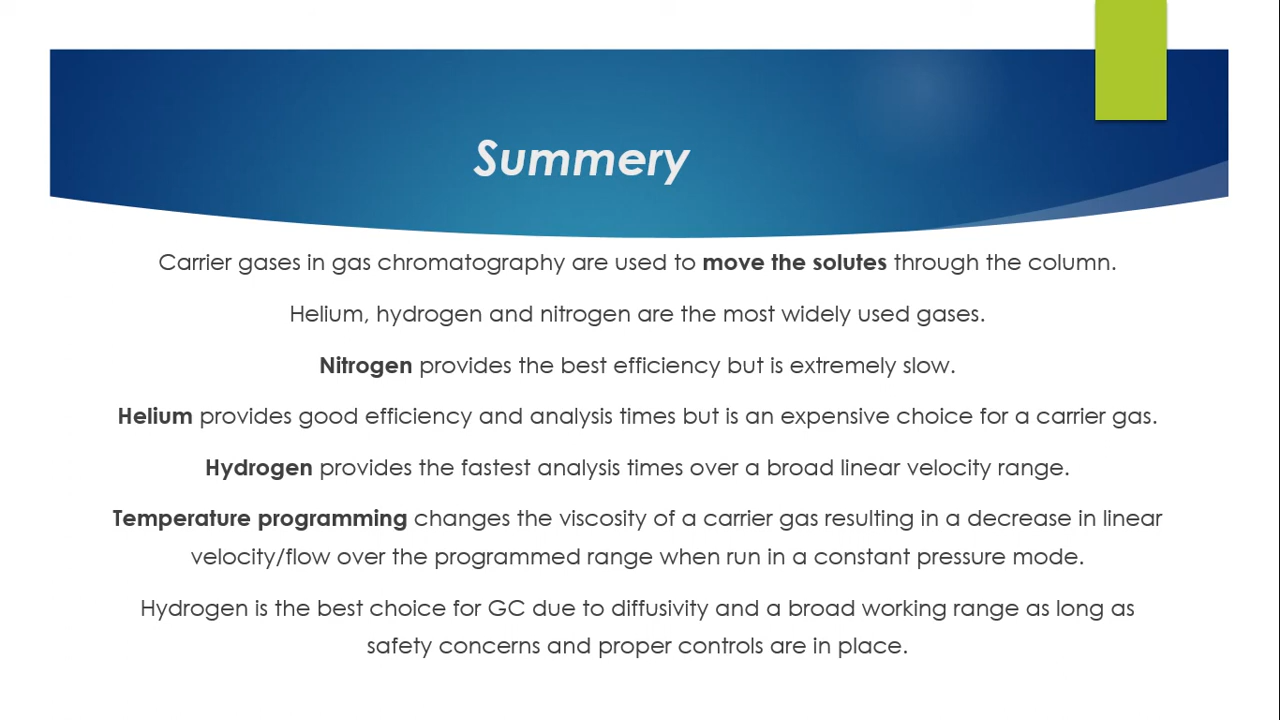 Summery
Carrier gases in gas chromatography are used to move the solutes through the column.
Helium, hydrogen and nitrogen are the most widely used gases.
Nitrogen provides the best efficiency but is extremely slow.
Helium provides good efficiency and analysis times but is an expensive choice for a carrier gas.
Hydrogen provides the fastest analysis times over a broad linear velocity range.
Temperature programming changes the viscosity of a carrier gas resulting in a decrease in linear
velocity/flow over the programmed range when run in a constant pressure mode.
Hydrogen is the best choice for GC due to diffusivity and a broad working range as long as
safety concerns and proper controls are in place.